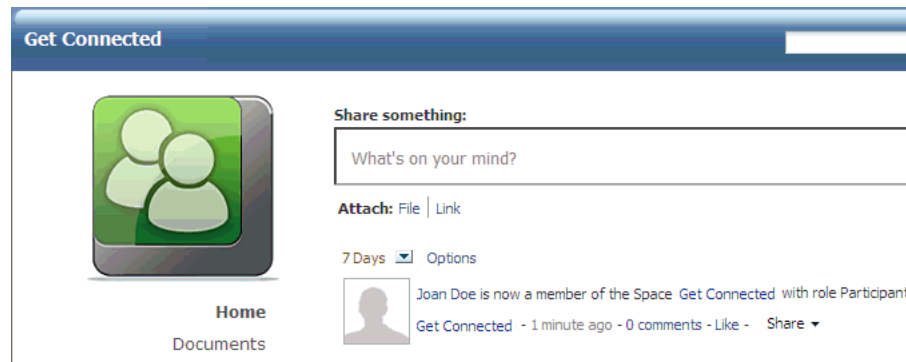 Get Connected
Share something:
What's on your mind?
Attach: File | Link
7 Days Options
Joan Doe is now a member of the Space Get Connected with role Participant
Get Connected - 1 minute ago - 0 comments - Like - Share
Home
Documents